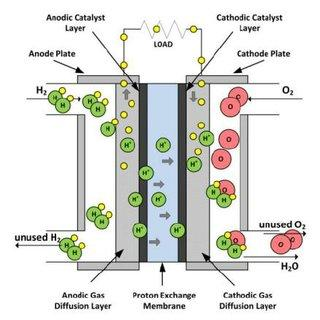 Anodic Catalyst
Layer
Cathodic Catalyst
Layer
LOAD
Anode Plate
Cathode Plate
H₂
O₂
H
H
H
H
H
H
H
H
H⁺
H⁺
H⁺
H⁺
H⁺
H⁺
H⁺
H⁺
O
O
O
O
H
H
O
H
H
O
O
O
unused H₂
unused O₂
H₂O
Anodic Gas
Diffusion Layer
Proton Exchange
Membrane
Cathodic Gas
Diffusion Layer